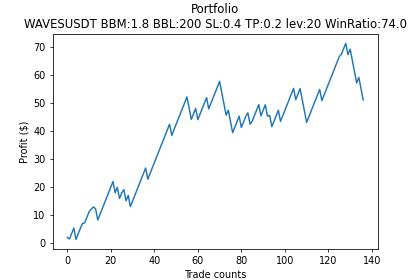 Portfolio
WAVESUSDT BBM:1.8 BBL:200 SL:0.4 TP:0.2 lev:20 WinRatio:74.0
70
60
50
40
30
20
10
0
Profit ($)
0 20 40 60 80 100 120 140
Trade counts